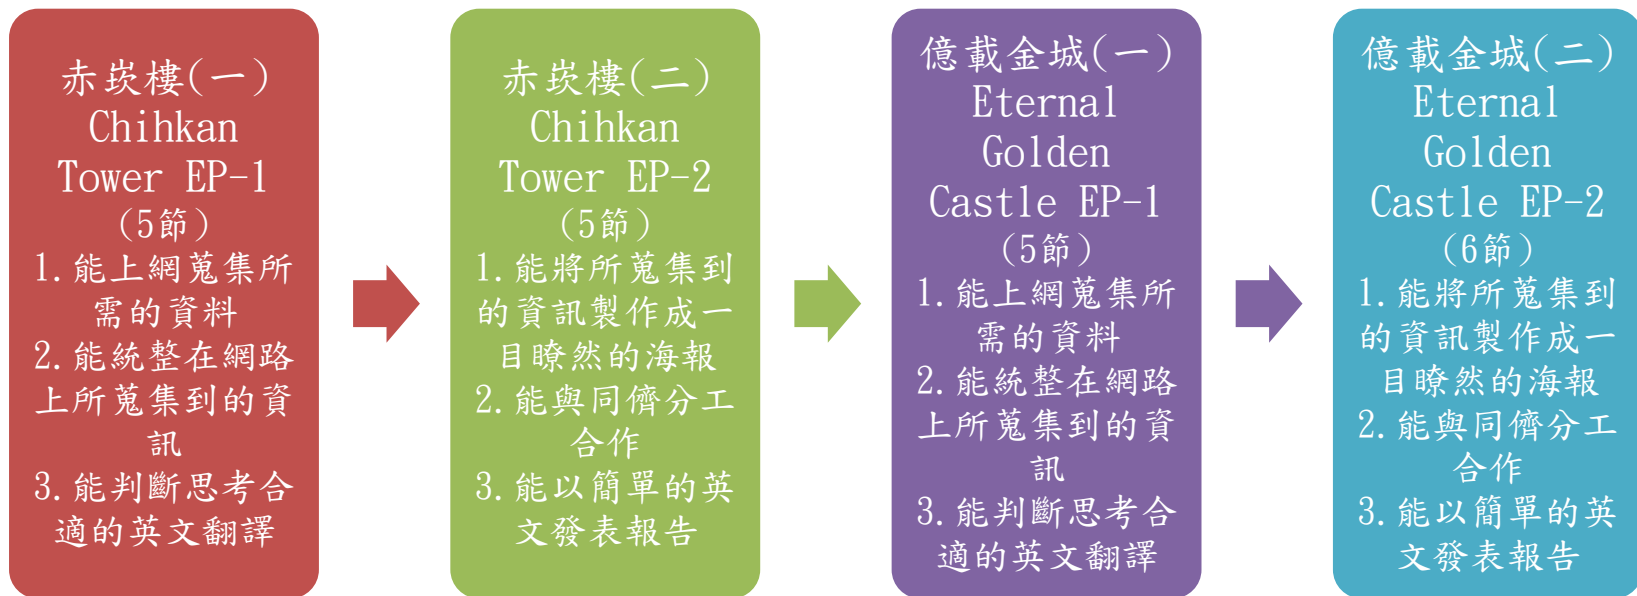 赤崁樓(一)
Chihkan
Tower EP-1
(5節)
1.能上網蒐集所
需的資料
2.能統整在網路
上所蒐集到的資
訊
3.能判斷思考合
適的英文翻譯
赤崁樓(二)
Chihkan
Tower EP-2
(5節)
1.能將所蒐集到
的資訊製作成一
目瞭然的海報
2.能與同儕分工
合作
3.能以簡單的英
文發表報告
億載金城(一)
Eternal
Golden
Castle EP-1
(5節)
1.能上網蒐集所
需的資料
2.能統整在網路
上所蒐集到的資
訊
3.能判斷思考合
適的英文翻譯
億載金城(二)
Eternal
Golden
Castle EP-2
(6節)
1.能將所蒐集到
的資訊製作成一
目瞭然的海報
2.能與同儕分工
合作
3.能以簡單的英
文發表報告